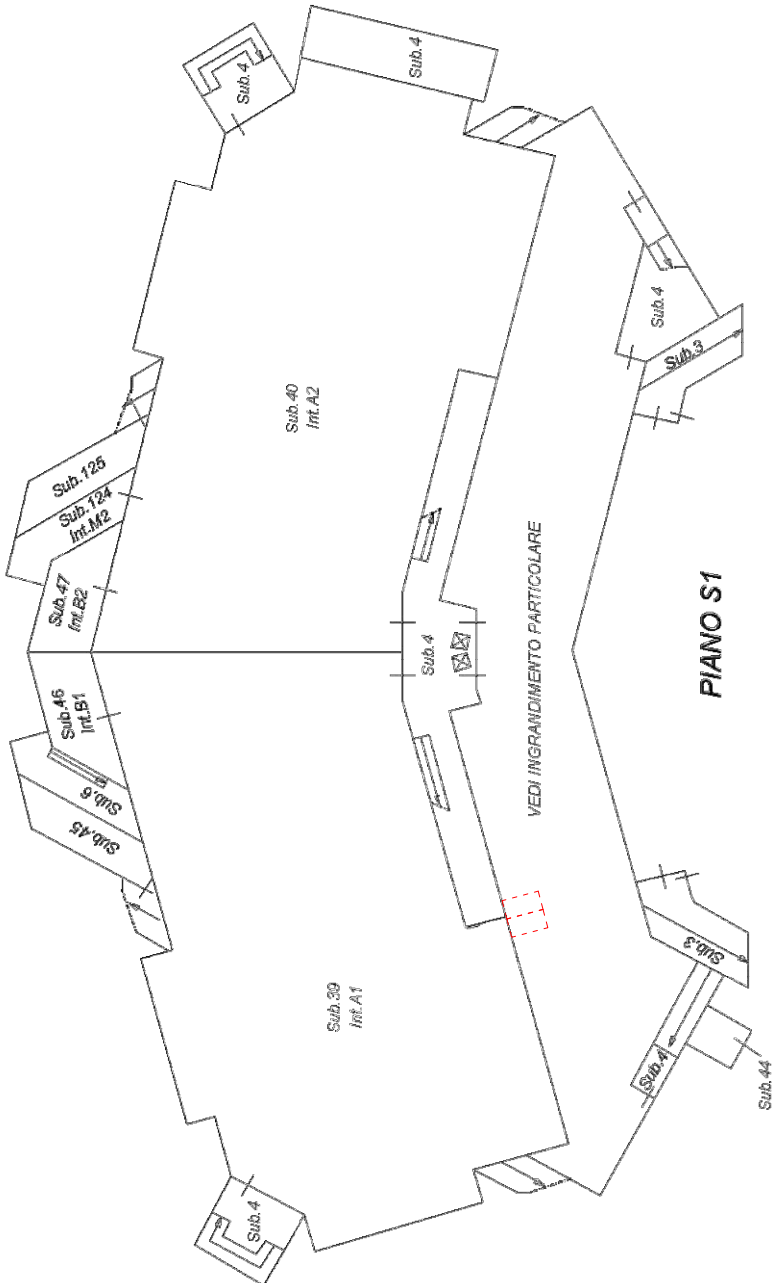 Sub.4
Sub.4
Sub.40
Int.A2
Sub.125
Sub.124
Int.M2
Sub.47
Int.B2
Sub.4
Sub.3
Sub.4
VEDI INGRANDIMENTO PARTICOLARE
PIANO S1
Sub.46
Int.B1
Sub.6
Sub.45
Sub.39
Int.A1
Sub.3
Sub.4
Sub.44
Sub.4